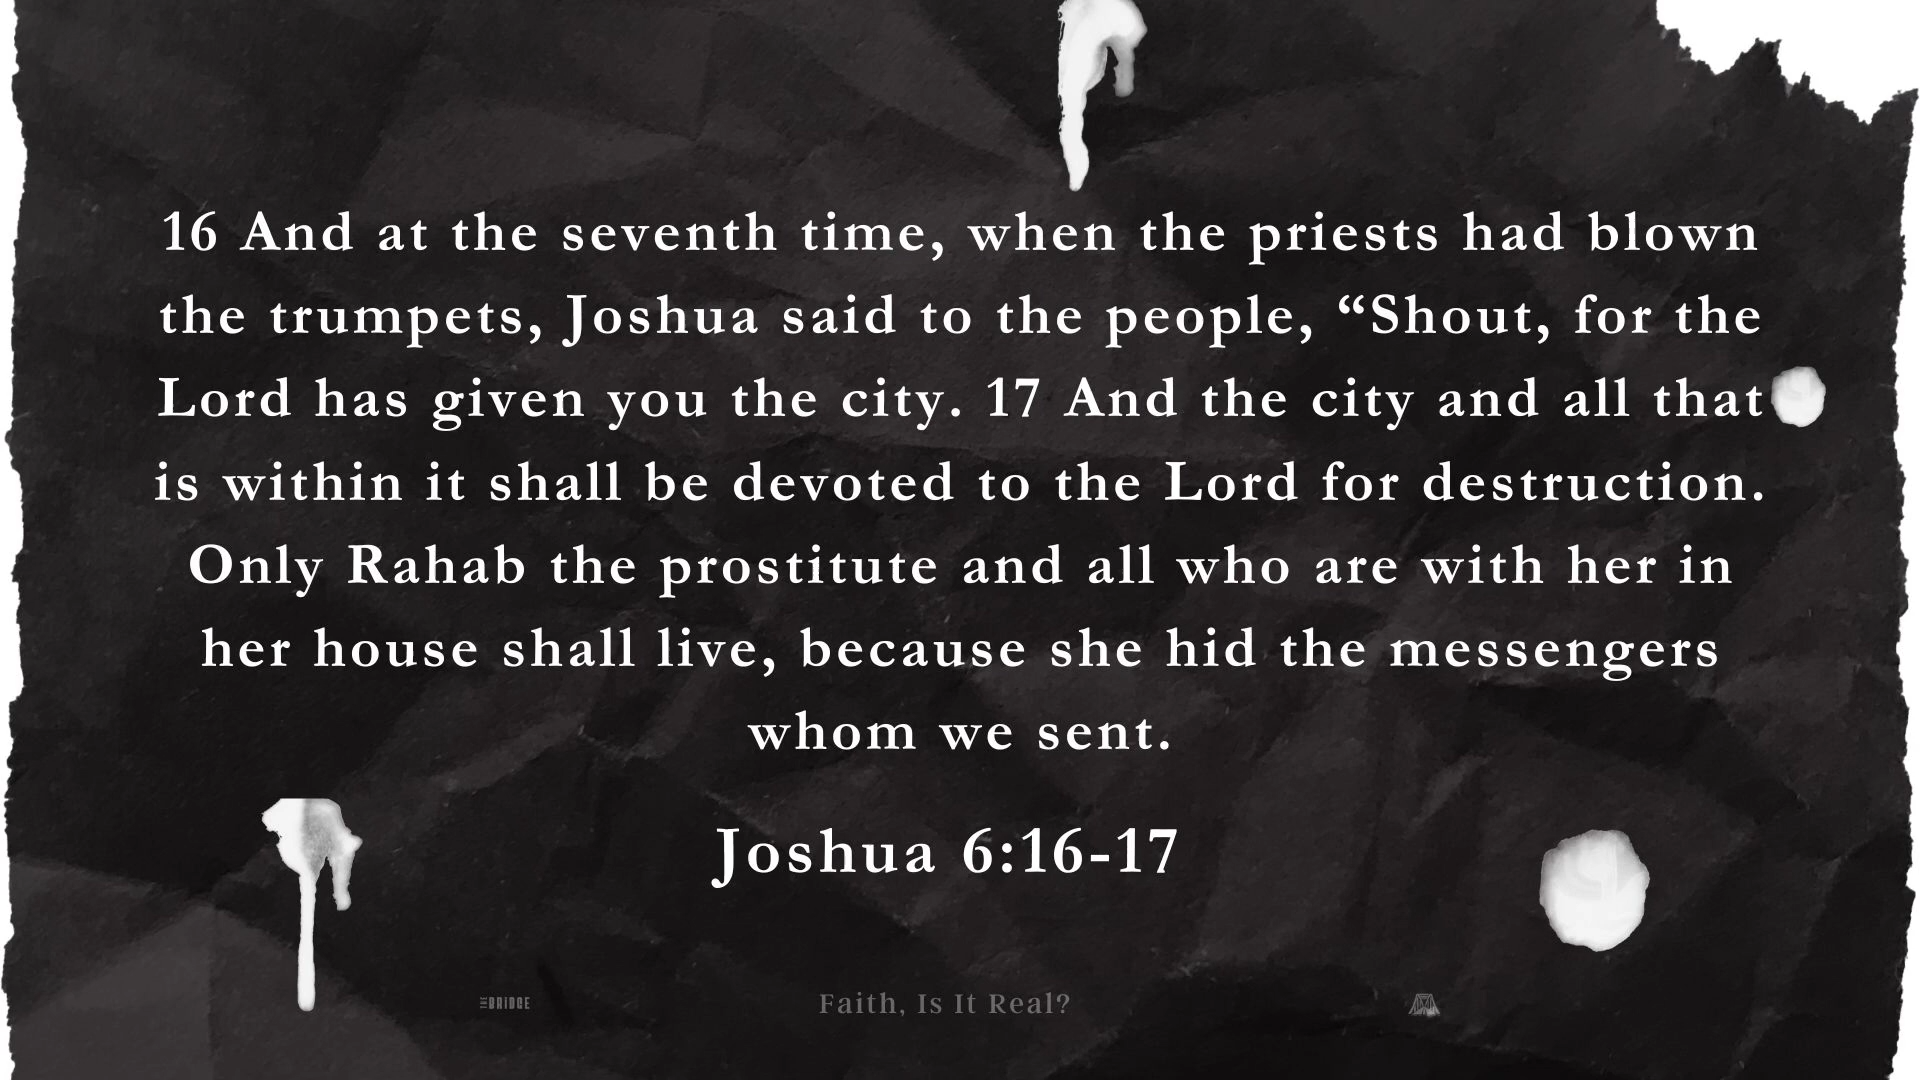 16 And at the seventh time, when the priests had blown
the trumpets, Joshua said to the people, “Shout, for the
Lord has given you the city. 17 And the city and all that
is within it shall be devoted to the Lord for destruction.
Only Rahab the prostitute and all who are with her in
her house shall live, because she hid the messengers
whom we sent.
Joshua 6:16-17
THE BRIDGE
Faith, Is It Real?